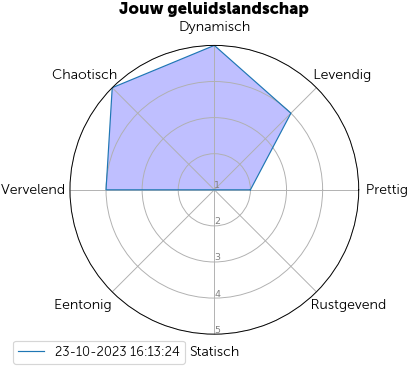 Jouw geluidslandschap
Dynamisch
Chaotisch
Levendig
Vervelend
Prettig
1
2
3
4
5
Eentonig
Rustgevend
23-10-2023 16:13:24
Statisch